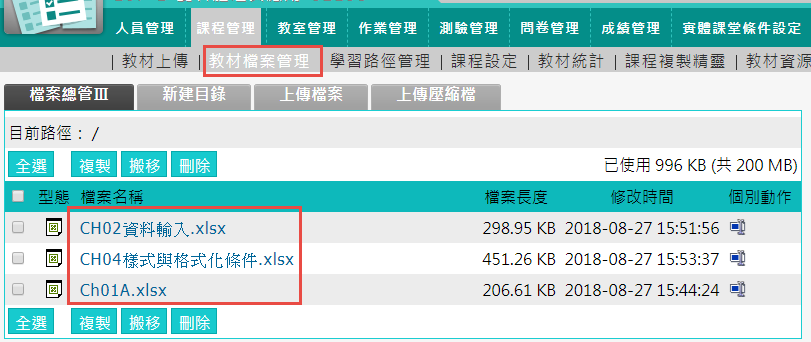 人員管理 課程管理 教室管理 作業管理 測驗管理 問卷管理 成績管理 實體課堂條件設定
| 教材上傳 | 教材檔案管理 | 學習路徑管理 | 課程設定 | 教材統計 | 課程複製精靈 | 教材資源
檔案總管III 新建目錄 上傳檔案 上傳壓縮檔
目前路徑： /
全選 複製 搬移 刪除 已使用 996 KB (共 200 MB)
型態 檔案名稱 檔案長度 修改時間 個別動作
CH02資料輸入.xlsx 298.95 KB 2018-08-27 15:51:56
CH04樣式與格式化條件.xlsx 451.26 KB 2018-08-27 15:53:37
Ch01A.xlsx 206.61 KB 2018-08-27 15:44:24
全選 複製 搬移 刪除